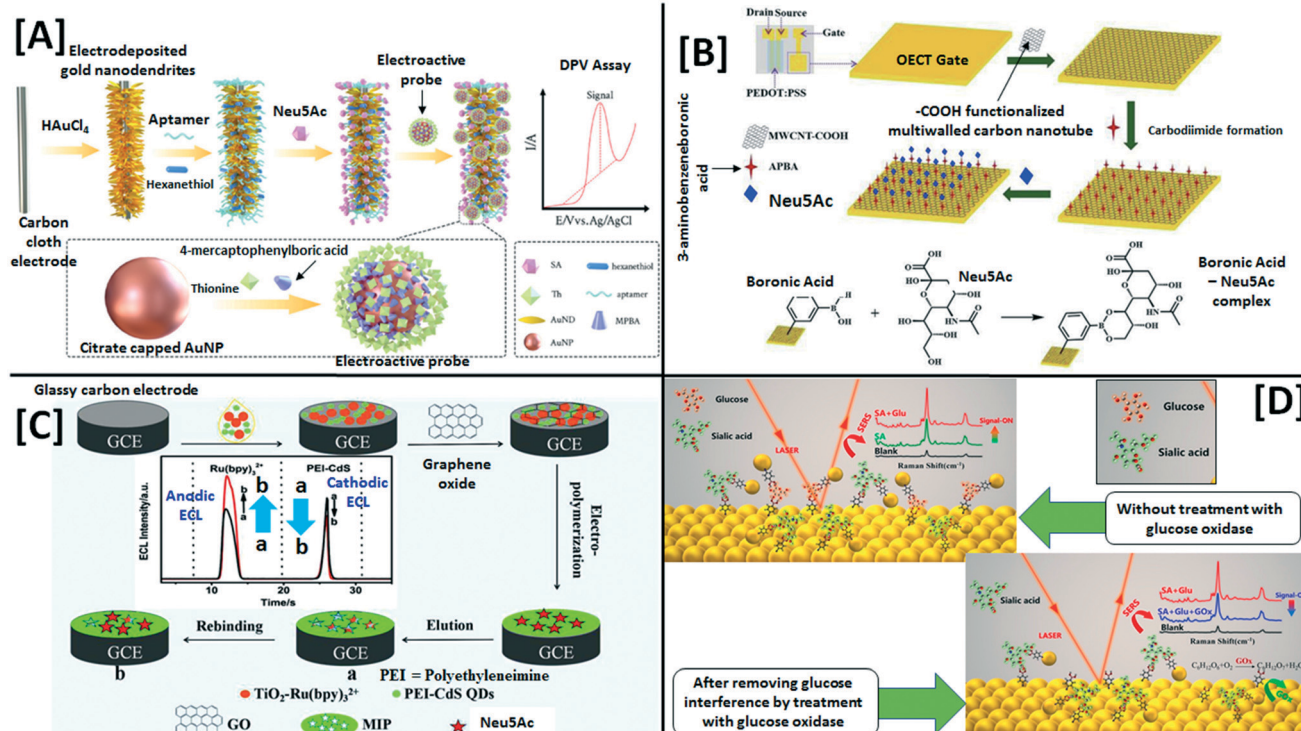 [A]
Electrodeposited
gold nanodendrites
HAuCl4
Aptamer
Hexanethiol
Neu5Ac
Electroactive
probe
DPV Assay
Signal
I/A
E/Vvs.Ag/AgCl
Carbon
cloth
electrode
4-mercaptophenylboric acid
Thionine
Citrate capped AuNP
Electroactive probe
SA
hexanethiol
Th
aptamer
AuND
MPBA
AuNP
[B]
Drain Source
Gate
PEDOT:PSS
OECT Gate
-COOH functionalized
multiwalled carbon nanotube
Carbodiimide formation
3-aminobenzeneboronic
acid
MWCNT-COOH
APBA
Neu5Ac
Boronic Acid
Neu5Ac
Boronic Acid
– Neu5Ac
complex
[C]
Glassy carbon electrode
GCE
GCE
GCE
Graphene
oxide
Electro-
polymerization
ECL Intensity/a.u.
Ru(bpy)3 2+
PEI-CdS
Anodic
ECL
Cathodic
ECL
b
a
b
a
a
b
a
b
10
20
30
Time/s
GCE
b
Rebinding
GCE
a
Elution
GCE
PEI = Polyethyleneimine
TiO2-Ru(bpy)3 2+
PEI-CdS QDs
GO
MIP
Neu5Ac
[D]
Glucose
Sialic acid
LASER
SERS
SA+Glu
SA
Blank
Signal-ON
Raman Shift(cm-1)
Glucose
Sialic acid
Without treatment with
glucose oxidase
Sialic acid
LASER
SERS
SA+Glu
SA+Glu+GOx
Blank
Raman Shift(cm-1)
C6H12O6+O2
GOs
After removing glucose
interference by treatment
with glucose oxidase